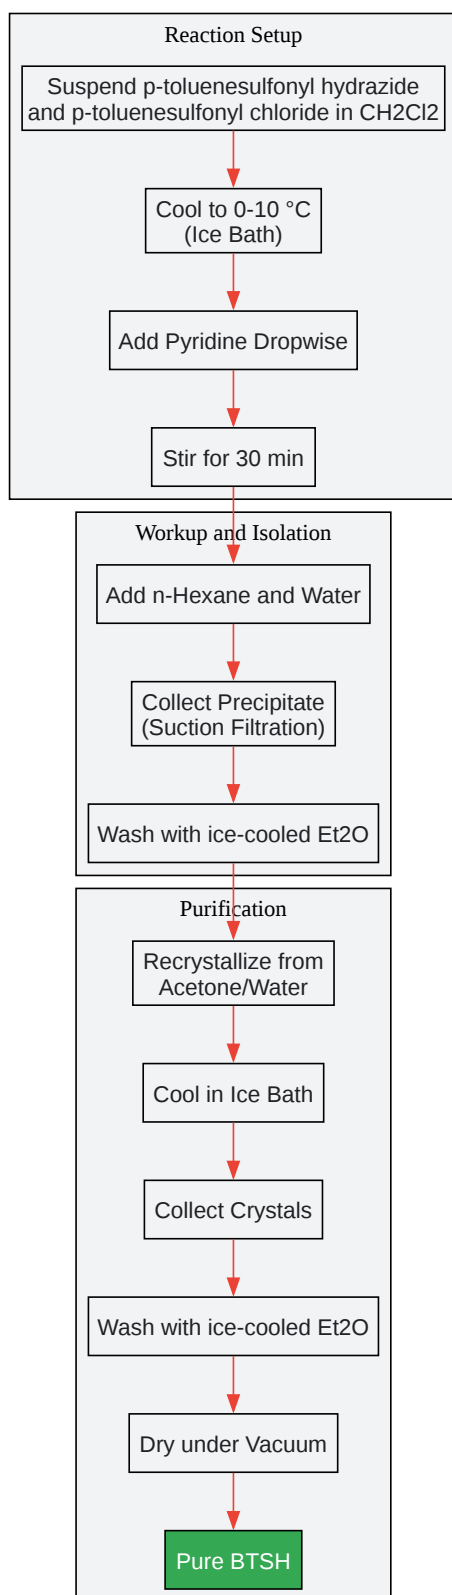 Reaction Setup
Suspend p-toluenesulfonyl hydrazide
and p-toluenesulfonyl chloride in CH2Cl2
Cool to 0-10 °C
(Ice Bath)
Add Pyridine Dropwise
Stir for 30 min
Workup and Isolation
Add n-Hexane and Water
Collect Precipitate
(Suction Filtration)
Wash with ice-cooled Et2O
Purification
Recrystallize from
Acetone/Water
Cool in Ice Bath
Collect Crystals
Wash with ice-cooled Et2O
Dry under Vacuum
Pure BTSH